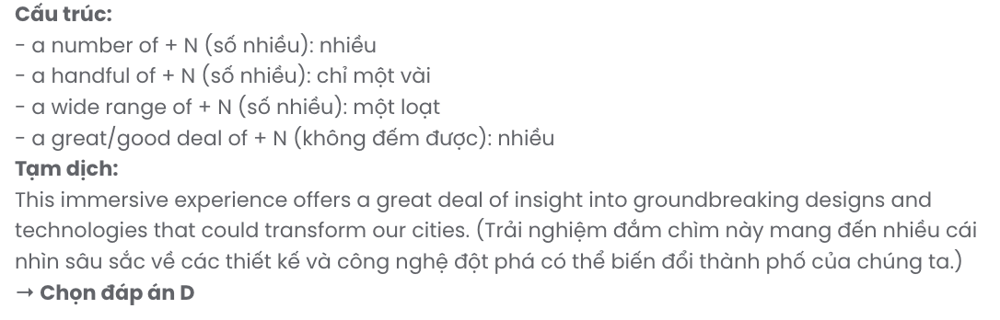 Cấu trúc:
- a number of + N (số nhiều): nhiều
- a handful of + N (số nhiều): chỉ một vài
- a wide range of + N (số nhiều): một loạt
- a great/good deal of + N (không đếm được): nhiều
Tạm dịch:
This immersive experience offers a great deal of insight into groundbreaking designs and
technologies that could transform our cities. (Trải nghiệm đắm chìm này mang đến nhiều cái
nhìn sâu sắc về các thiết kế và công nghệ đột phá có thể biến đổi thành phố của chúng ta.)
→ Chọn đáp án D